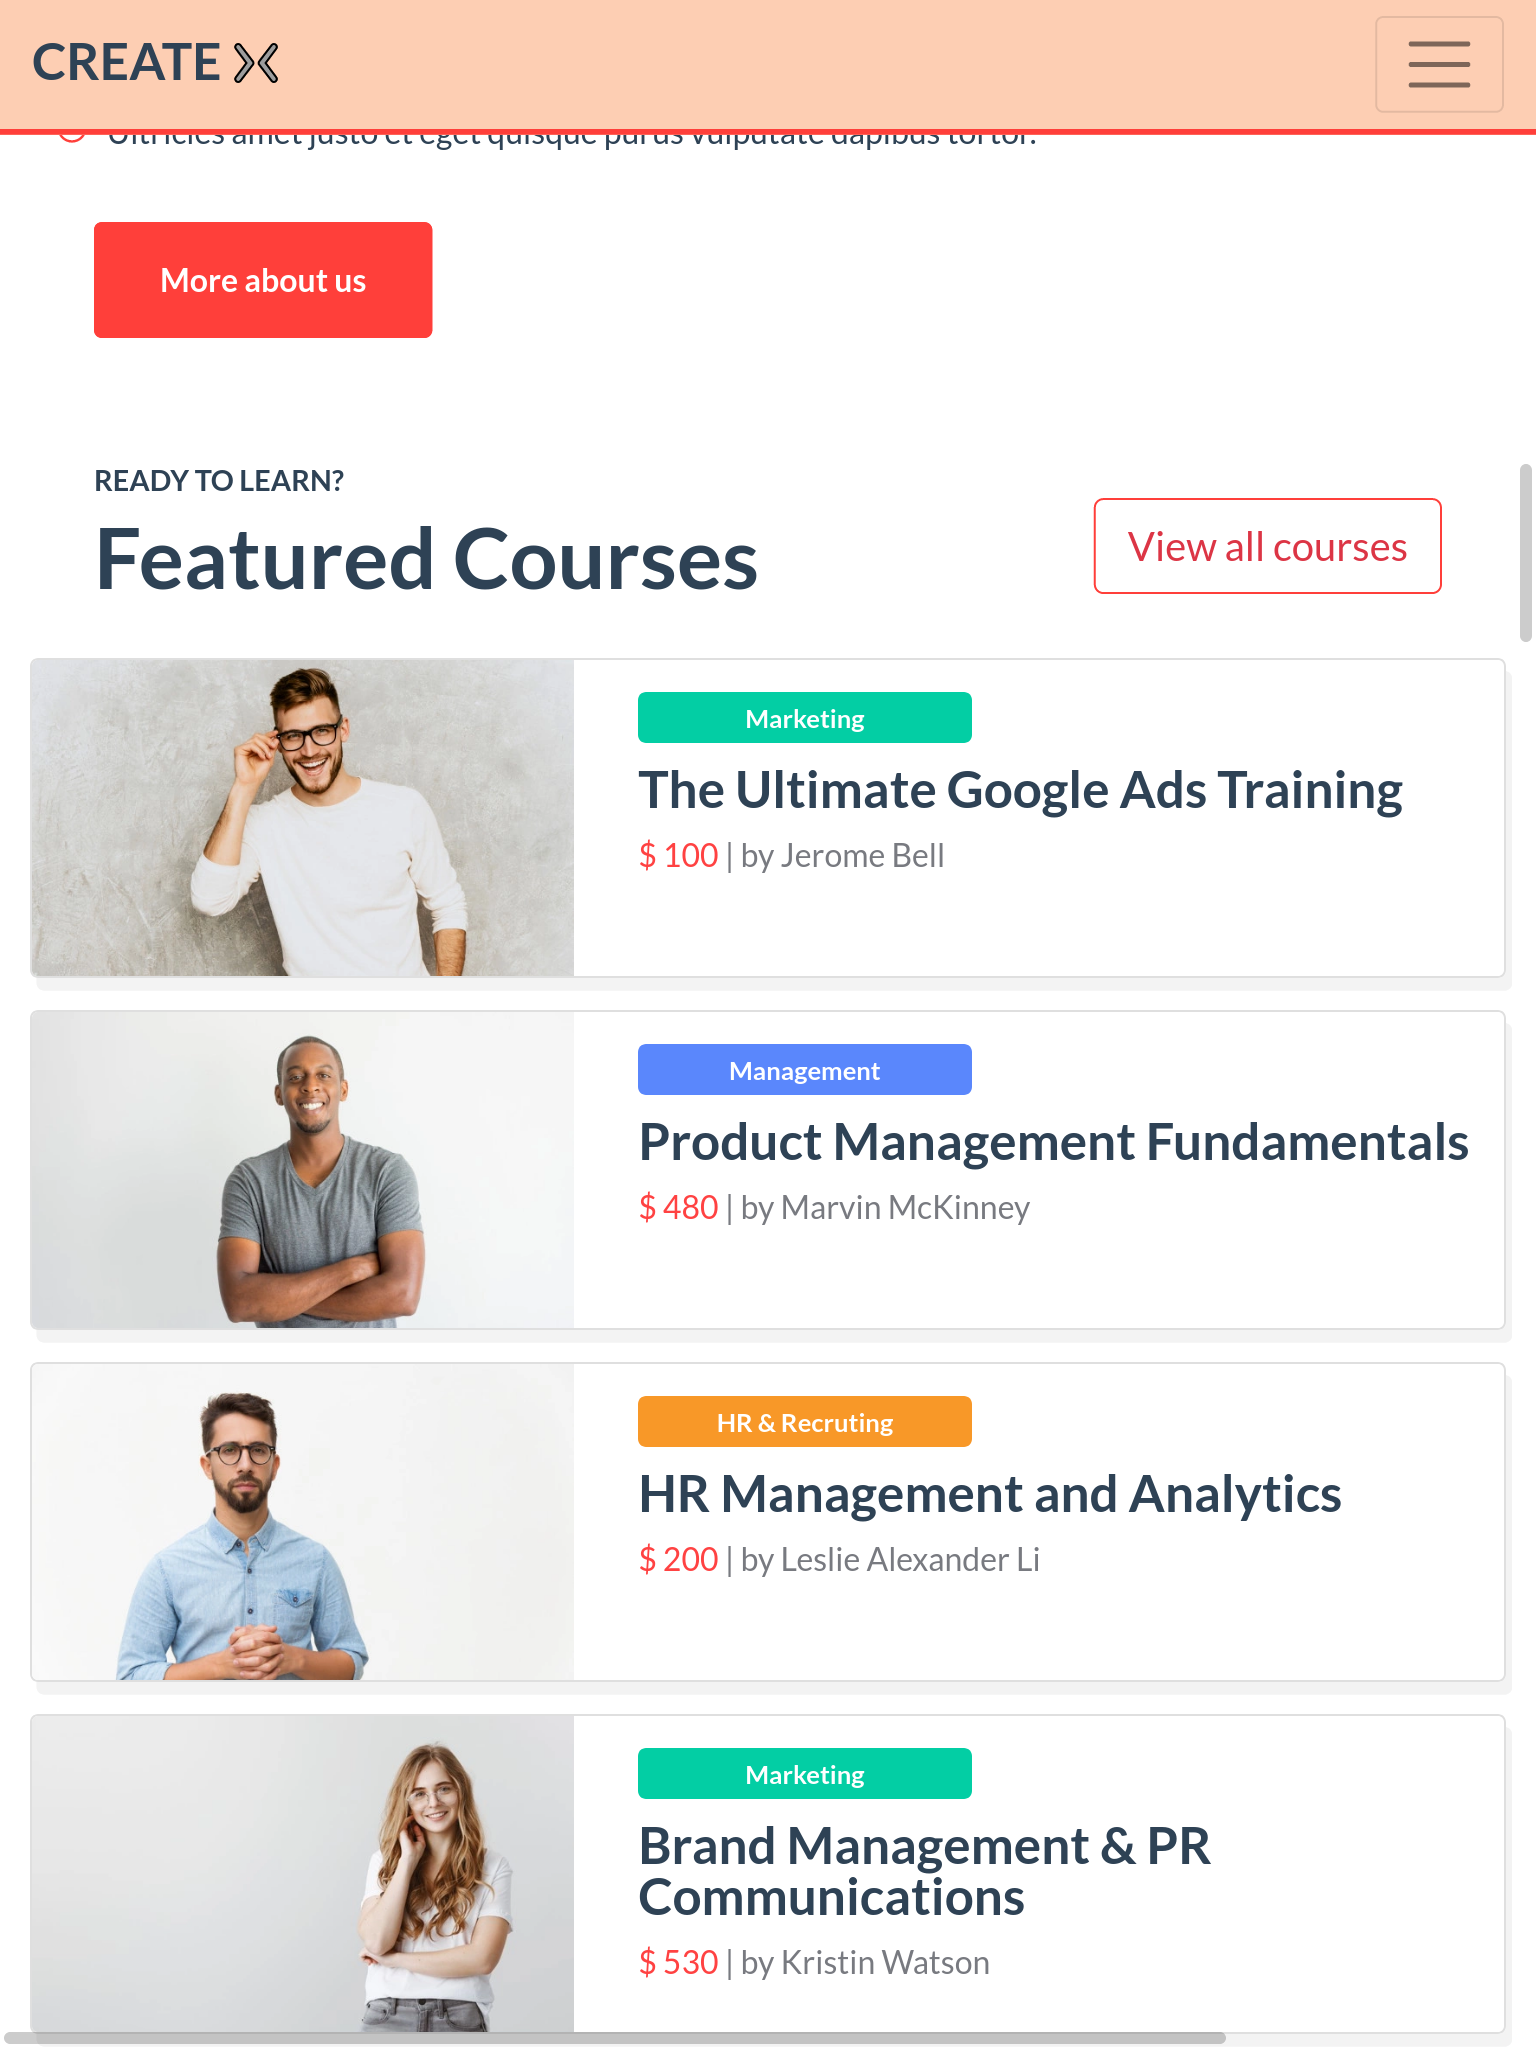 CREATE
Ultricies amet justo et eget quisque purus vulputate dapibus tortor.
More about us
READY TO LEARN?
Featured Courses
View all courses
Marketing
The Ultimate Google Ads Training
$ 100 | by Jerome Bell
Management
Product Management Fundamentals
$ 480 | by Marvin McKinney
HR & Recruting
HR Management and Analytics
$ 200 | by Leslie Alexander Li
Marketing
Brand Management & PR
Communications
$ 530 | by Kristin Watson